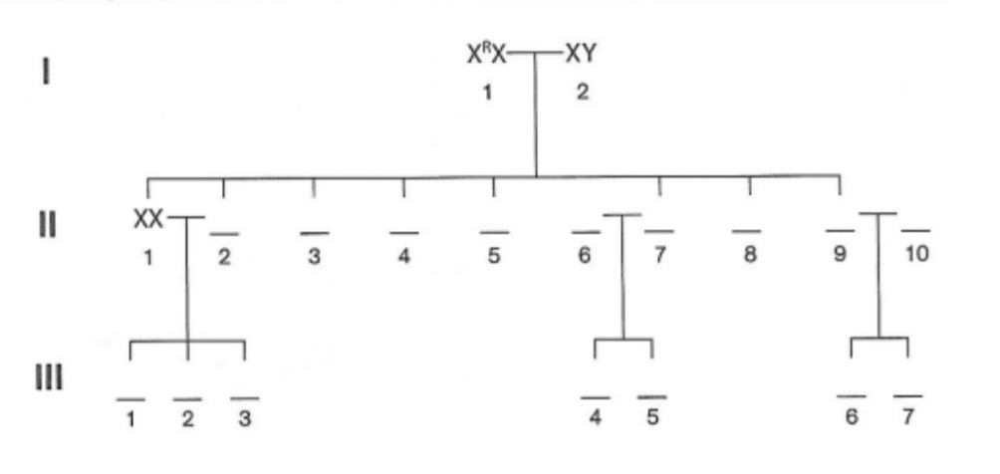 I XᴿX XY
1 2
II XX _ _ _ _ _ _ _ _ _
1 2 3 4 5 6 7 8 9 10
III _ _ _ _ _ _ _
1 2 3 4 5 6 7